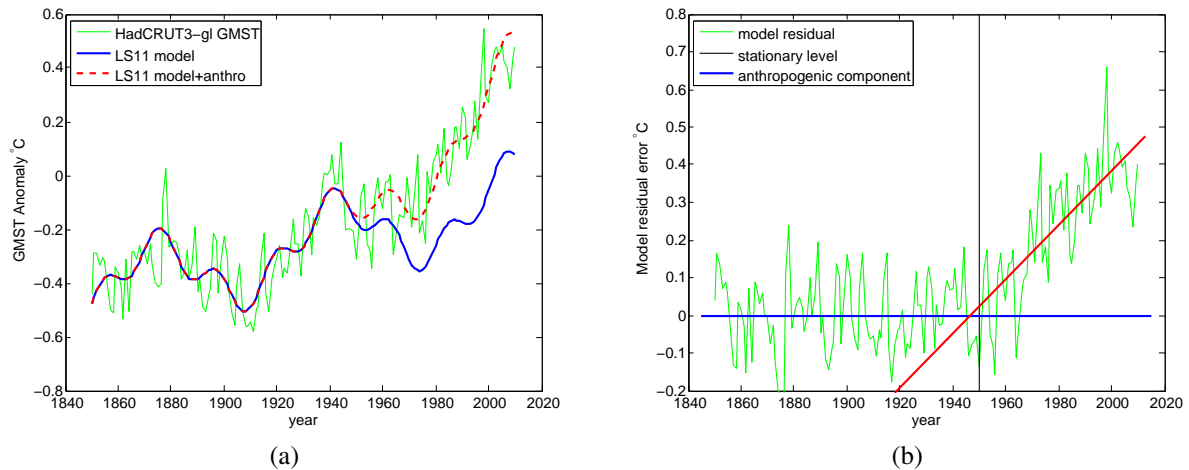 0.6
0.4
0.2
0
−0.2
−0.4
−0.6
−0.8
GMST Anomaly °C
HadCRUT3−gl GMST
LS11 model
LS11 model+anthro
1840 1860 1880 1900 1920 1940 1960 1980 2000 2020
year
(a)
0.8
0.7
0.6
0.5
0.4
0.3
0.2
0.1
0
−0.1
−0.2
Model residual error °C
model residual
stationary level
anthropogenic component
1840 1860 1880 1900 1920 1940 1960 1980 2000 2020
year
(b)